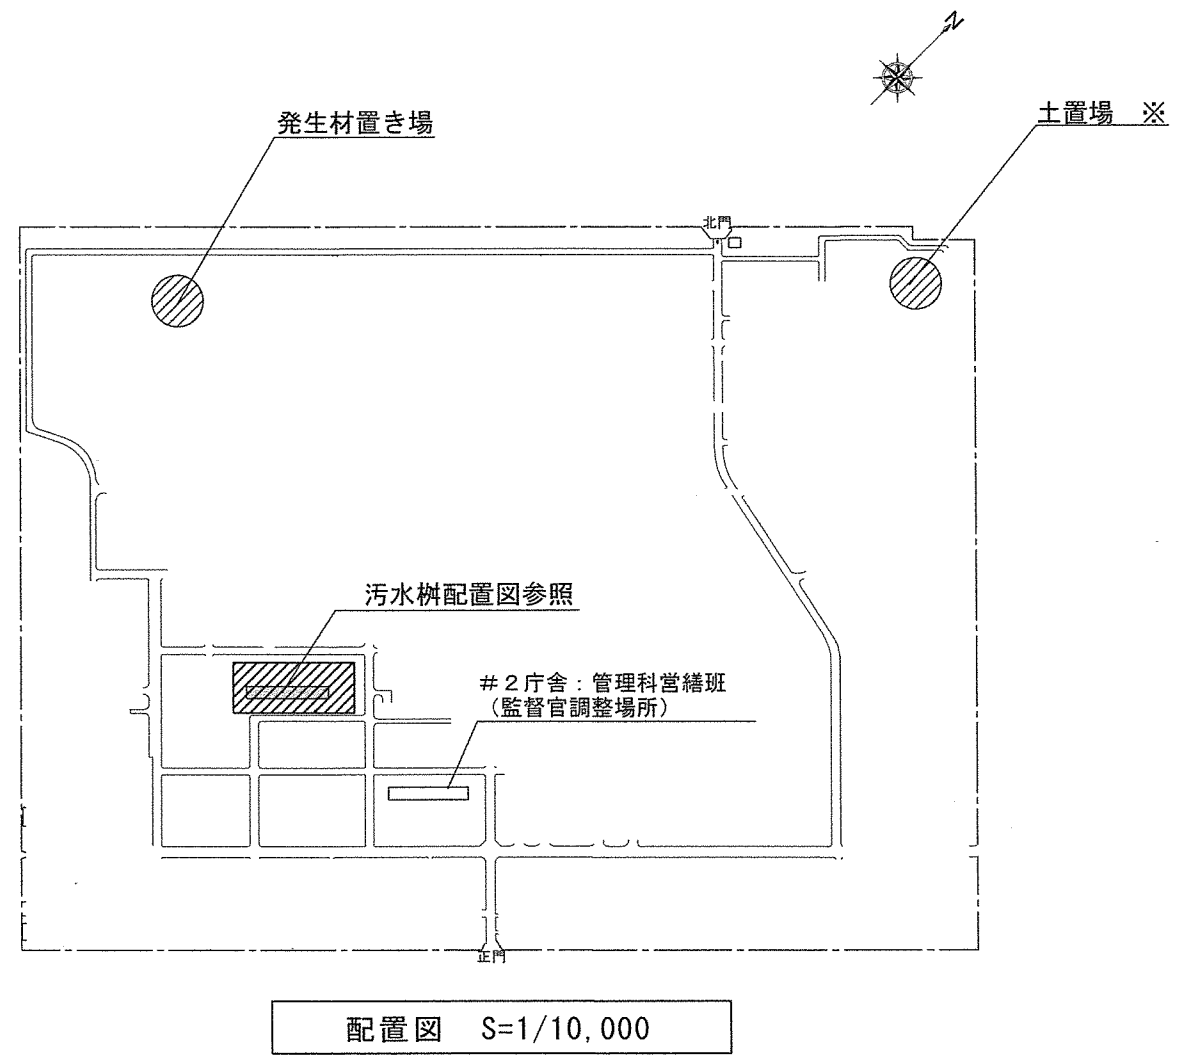 N
発生材置き場
土置場　※
北門
汚水桝配置図参照
＃２庁舎：管理科営繕班
（監督官調整場所）
正門
配置図　S=1/10,000